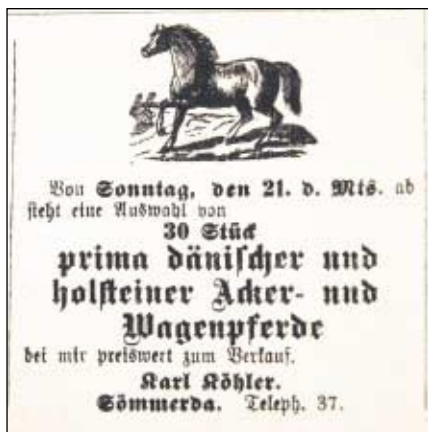 Von Sonntag, den 21. d. Mts. ab
steht eine Auswahl von
30 Stück
prima dänischer und
holsteiner Acker- und
Wagenpferde
bei mir preiswert zum Verkauf.
Karl Köhler.
Sömmerda. Teleph. 37.